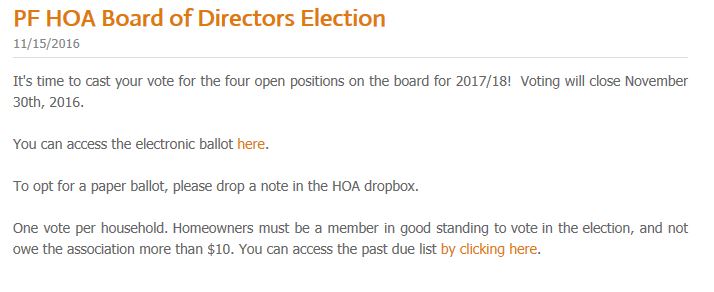 PF HOA Board of Directors Election
11/15/2016
It's time to cast your vote for the four open positions on the board for 2017/18!  Voting will close November
30th, 2016.
You can access the electronic ballot here.
To opt for a paper ballot, please drop a note in the HOA dropbox.
One vote per household. Homeowners must be a member in good standing to vote in the election, and not
owe the association more than $10. You can access the past due list by clicking here.